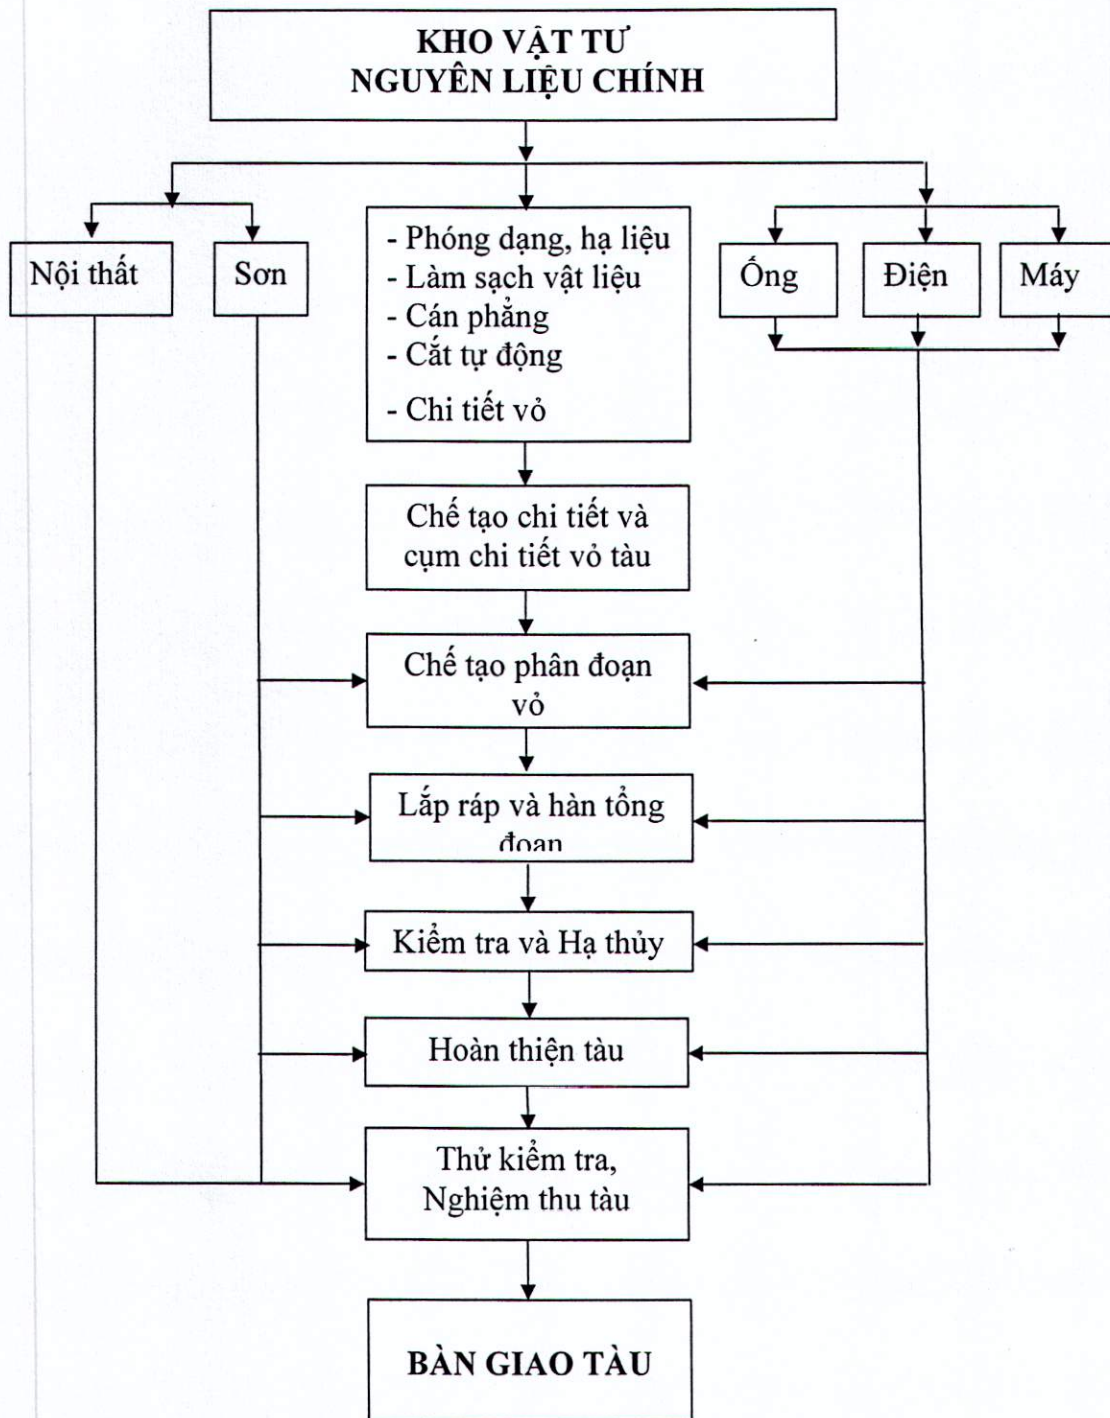 KHO VẬT TƯ
NGUYÊN LIỆU CHÍNH
Nội thất
Sơn
- Phóng dạng, hạ liệu
- Làm sạch vật liệu
- Cán phẳng
- Cắt tự động
- Chi tiết vỏ
Ống
Điện
Máy
Chế tạo chi tiết và
cụm chi tiết vỏ tàu
Chế tạo phân đoạn
vỏ
Lắp ráp và hàn tổng
đoạn
Kiểm tra và Hạ thủy
Hoàn thiện tàu
Thử kiểm tra,
Nghiệm thu tàu
BÀN GIAO TÀU